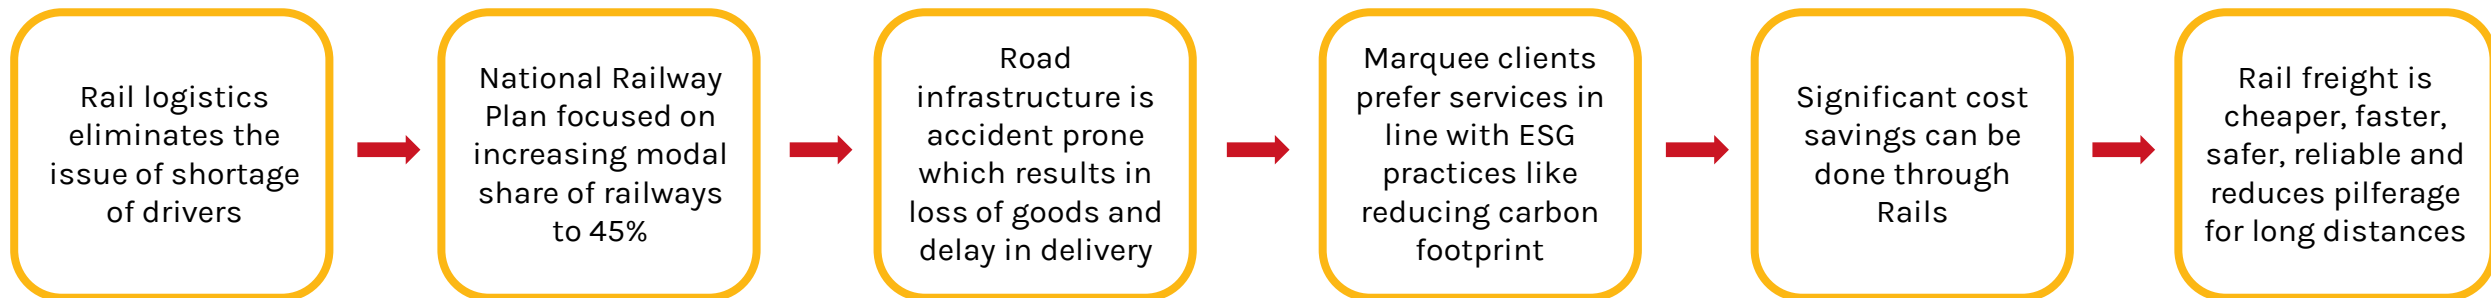 Rail logistics
eliminates the
issue of shortage
of drivers
National Railway
Plan focused on
increasing modal
share of railways
to 45%
Road
infrastructure is
accident prone
which results in
loss of goods and
delay in delivery
Marquee clients
prefer services in
line with ESG
practices like
reducing carbon
footprint
Significant cost
savings can be
done through
Rails
Rail freight is
cheaper, faster,
safer, reliable and
reduces pilferage
for long distances